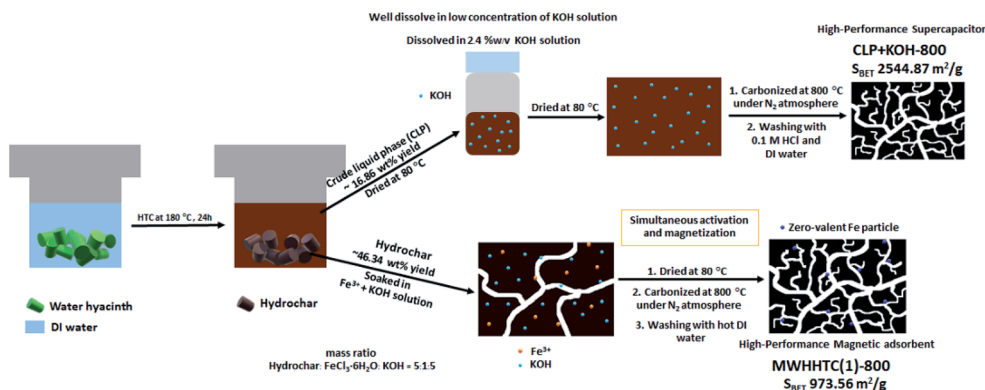 Well dissolve in low concentration of KOH solution
Dissolved in 2.4 %w/v KOH solution
KOH
Dried at 80 °C
1. Carbonized at 800 °C
under N₂ atmosphere
2. Washing with
0.1 M HCl and
DI water
High-Performance Supercapacitor
CLP+KOH-800
S_BET 2544.87 m²/g
Crude liquid phase (CLP)
~ 16.86 wt% yield
Dried at 80 °C
HTC at 180 °C, 24h
Water hyacinth
DI water
Hydrochar
Hydrochar
~46.34 wt% yield
Soaked in
Fe³⁺+ KOH solution
mass ratio
Hydrochar: FeCl₃·6H₂O: KOH = 5:1:5
Fe³⁺
KOH
Simultaneous activation
and magnetization
1. Dried at 80 °C
2. Carbonized at 800 °C
under N₂ atmosphere
3. Washing with hot DI
water
Zero-valent Fe particle
High-Performance Magnetic adsorbent
MWHHTC(1)-800
S_BET 973.56 m²/g